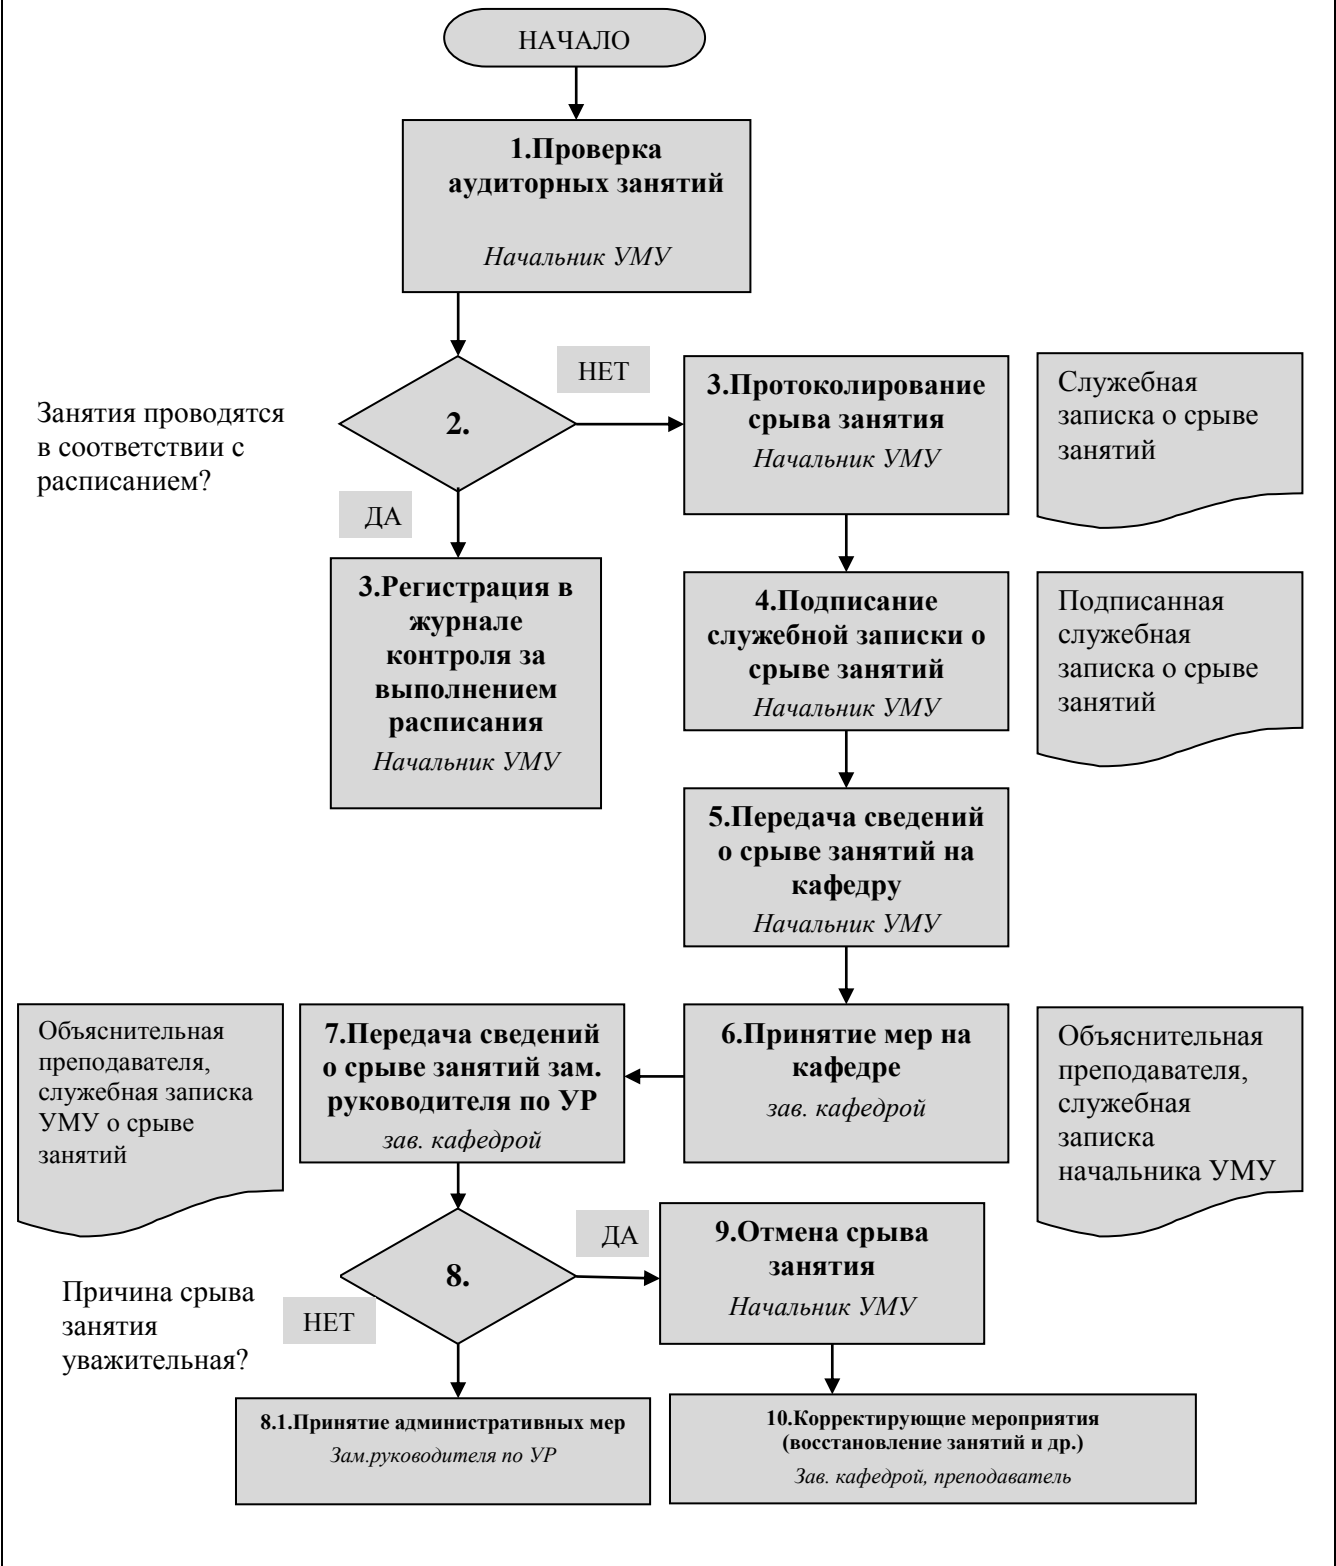 НАЧАЛО
1.Проверка
аудиторных занятий
Начальник УМУ
Занятия проводятся
в соответствии с
расписанием?
2.
НЕТ
3.Протоколирование
срыва занятия
Начальник УМУ
Служебная
записка о срыве
занятий
ДА
3.Регистрация в
журнале
контроля за
выполнением
расписания
Начальник УМУ
4.Подписание
служебной записки о
срыве занятий
Начальник УМУ
Подписанная
служебная
записка о срыве
занятий
5.Передача сведений
о срыве занятий на
кафедру
Начальник УМУ
6.Принятие мер на
кафедре
зав. кафедрой
Объяснительная
преподавателя,
служебная
записка
начальника УМУ
7.Передача сведений
о срыве занятий зам.
руководителя по УР
зав. кафедрой
Объяснительная
преподавателя,
служебная записка
УМУ о срыве
занятий
Причина срыва
занятия
уважительная?
8.
ДА
9.Отмена срыва
занятия
Начальник УМУ
НЕТ
8.1.Принятие административных мер
Зам.руководителя по УР
10.Корректирующие мероприятия
(восстановление занятий и др.)
Зав. кафедрой, преподаватель